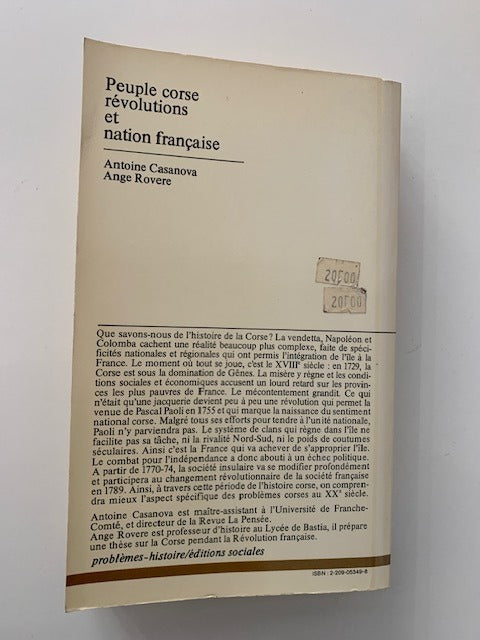 Peuple corse
révolutions
et
nation française
Antoine Casanova
Ange Rovere
20F00
20F00
Que savons-nous de l'histoire de la Corse? La vendetta, Napoléon et
Colomba cachent une réalité beaucoup plus complexe, faite de spéci-
ficités nationales et régionales qui ont permis l'intégration de l'île à la
France. Le moment où tout se joue, c'est le XVIIIe siècle : en 1729, la
Corse est sous la domination de Gênes. La misère y règne et les condi-
tions sociales et économiques accusent un lourd retard sur les provin-
ces les plus pauvres de France. Le mécontentement grandit. Ce qui
n'était qu'une jacquerie devient peu à peu une révolution qui permet la
venue de Pascal Paoli en 1755 et qui marque la naissance du sentiment
national corse. Malgré tous ses efforts pour tendre à l'unité nationale,
Paoli n'y parviendra pas. Le système de clans qui règne dans l'île ne
facilite pas sa tâche, ni la rivalité Nord-Sud, ni le poids de coutumes
séculaires. Ainsi c'est la France qui va achever de s'approprier l'île.
Le combat pour l'indépendance a donc abouti à un échec politique.
A partir de 1770-74, la société insulaire va se modifier profondément
et participera au changement révolutionnaire de la société française
en 1789. Ainsi, à travers cette période de l'histoire corse, on compren-
dra mieux l'aspect spécifique des problèmes corses au XXe siècle.
Antoine Casanova est maître-assistant à l'Université de Franche-
Comté, et directeur de la Revue La Pensée.
Ange Rovere est professeur d'histoire au Lycée de Bastia, il prépare
une thèse sur la Corse pendant la Révolution française.
problèmes-histoire/éditions sociales
ISBN : 2-209-05349-8